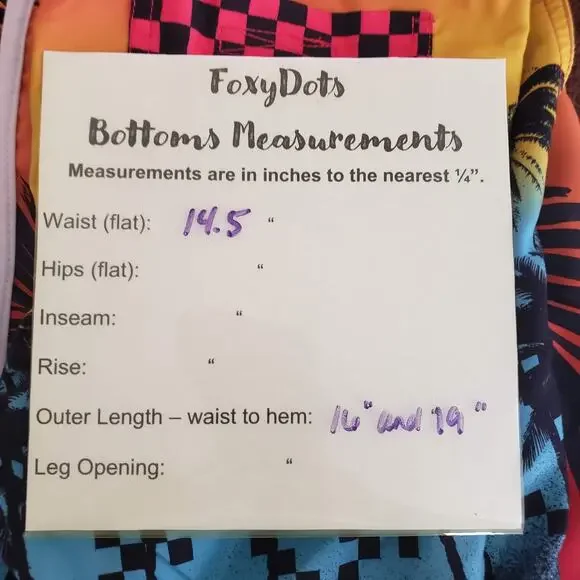 FoxyDots
Bottoms Measurements
Measurements are in inches to the nearest ¼”.
Waist (flat): 14.5 “
Hips (flat): “
Inseam: “
Rise: “
Outer Length – waist to hem: 16" and 19 "
Leg Opening: “